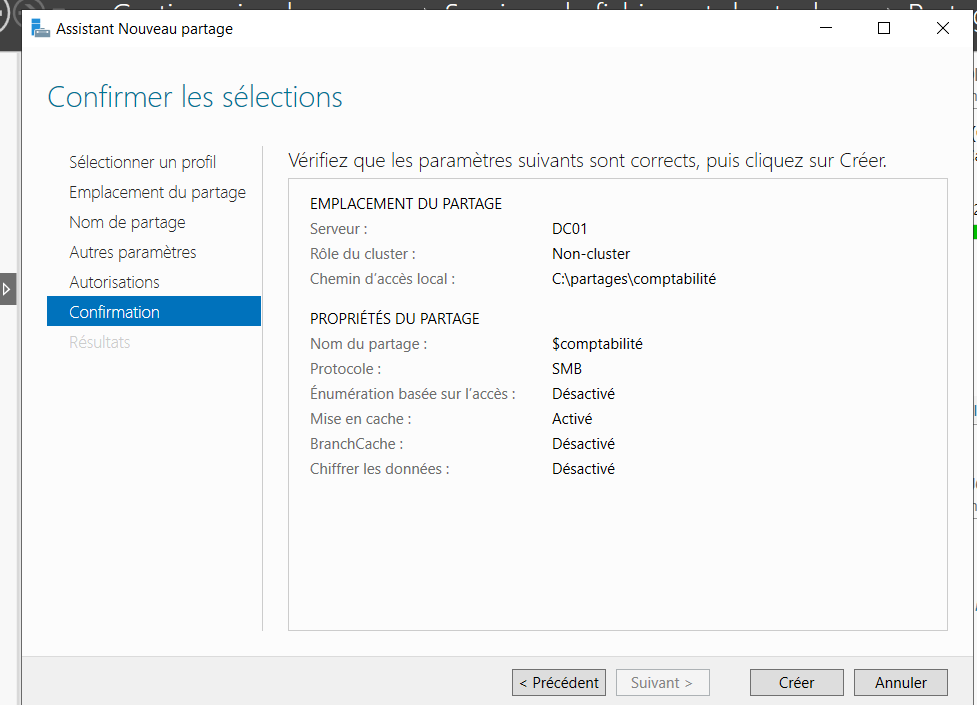 Assistant Nouveau partage
Confirmer les sélections
Sélectionner un profil
Emplacement du partage
Nom de partage
Autres paramètres
Autorisations
Confirmation
Résultats
Vérifiez que les paramètres suivants sont corrects, puis cliquez sur Créer.
EMPLACEMENT DU PARTAGE
Serveur : DC01
Rôle du cluster : Non-cluster
Chemin d’accès local : C:\partages\comptabilité
PROPRIÉTÉS DU PARTAGE
Nom du partage : $comptabilité
Protocole : SMB
Énumération basée sur l’accès : Désactivé
Mise en cache : Activé
BranchCache : Désactivé
Chiffrer les données : Désactivé
< Précédent Suivant > Créer Annuler